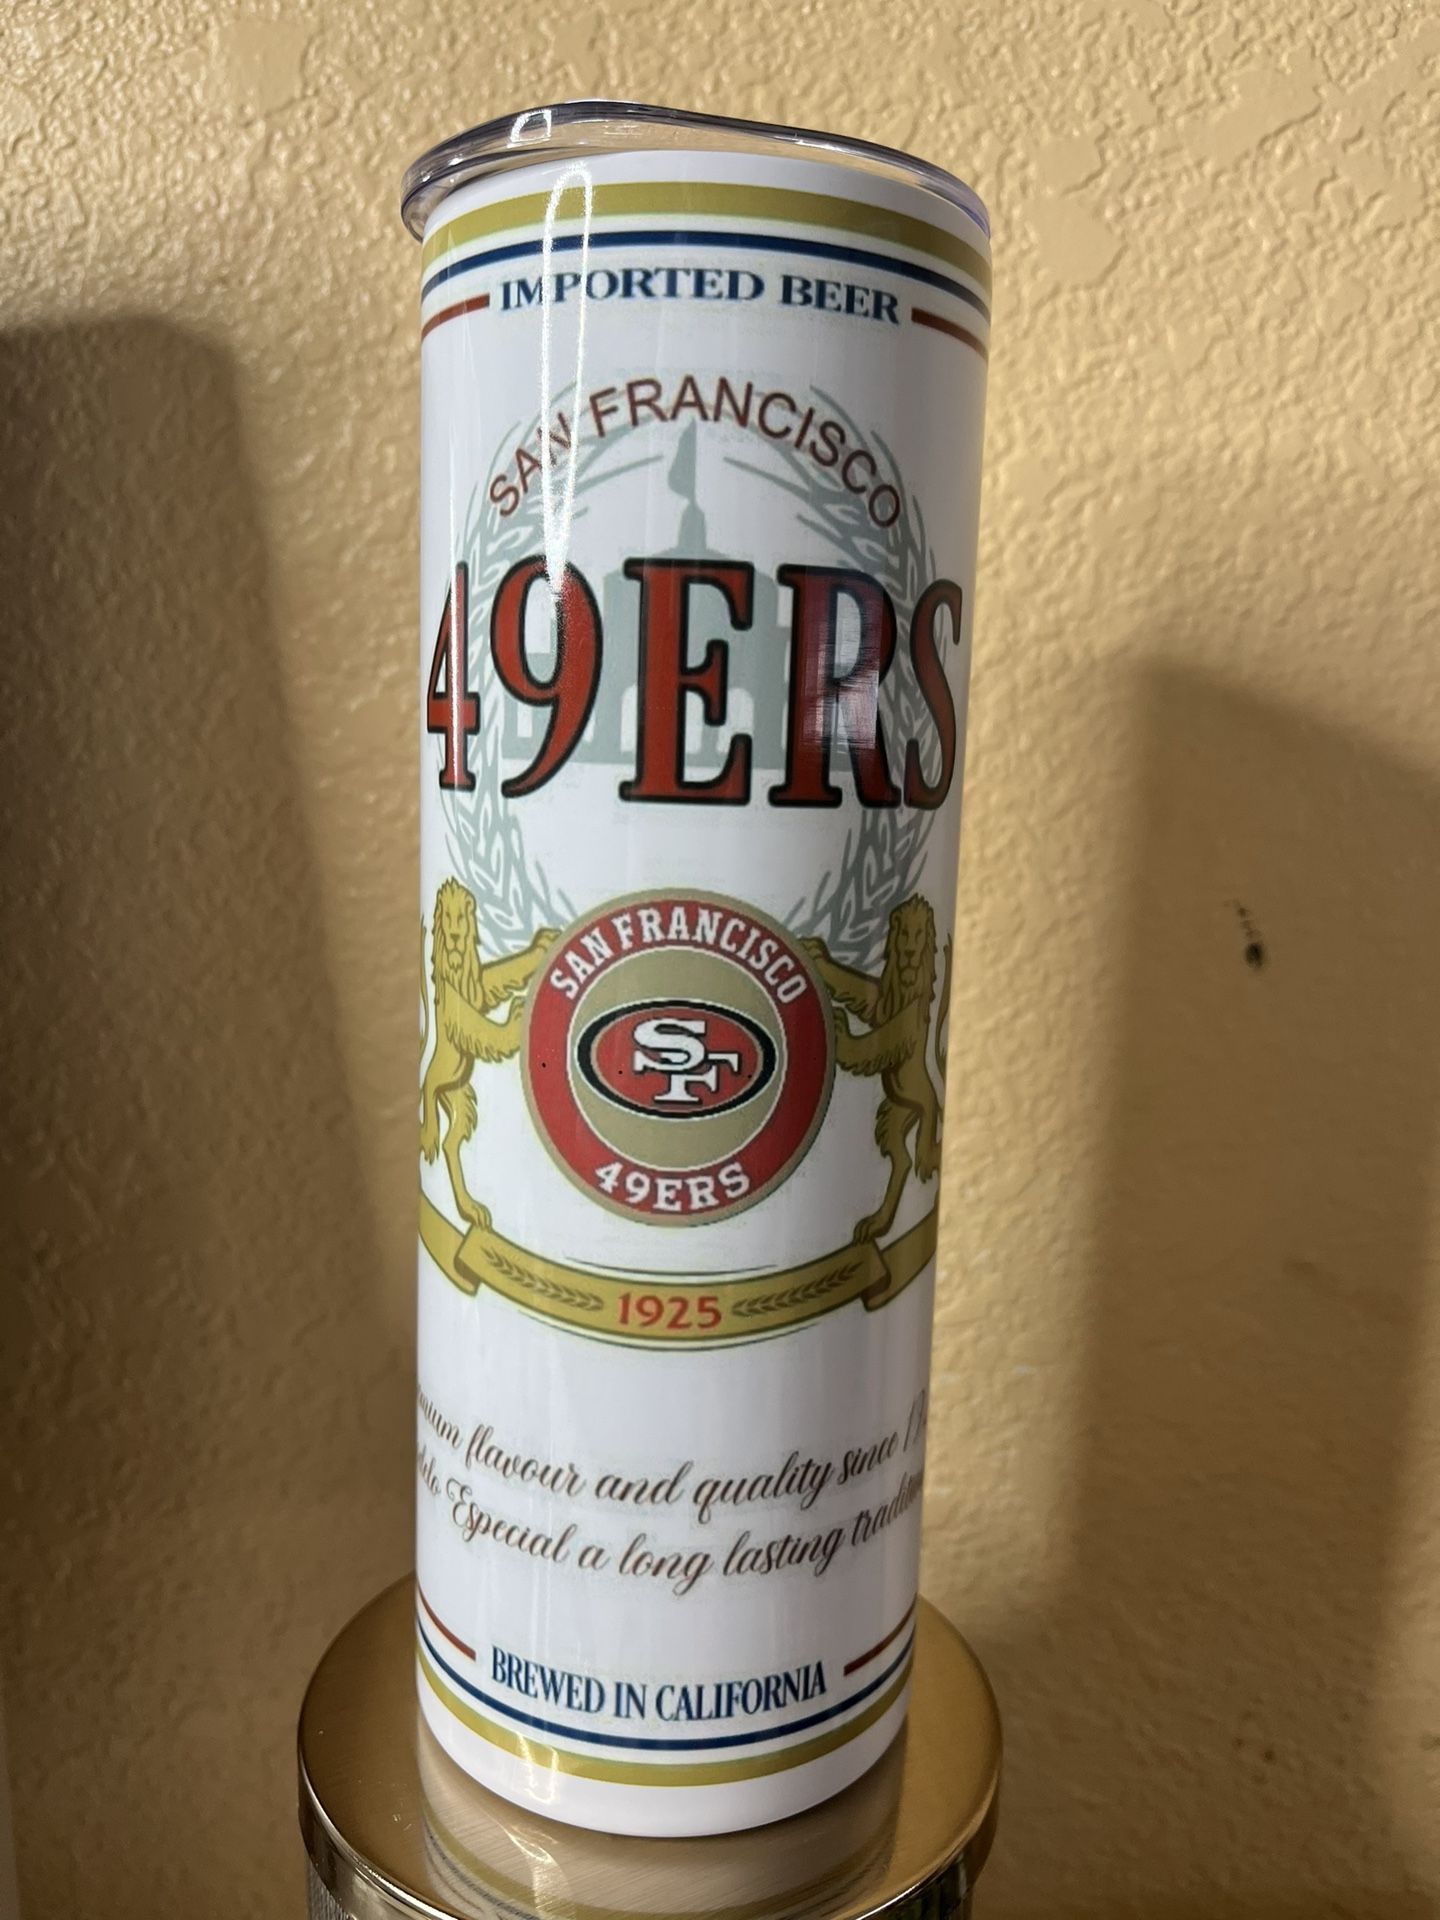 IMPORTED BEER
SAN FRANCISCO
49ERS
SAN FRANCISCO
SF
49ERS
1925
flavour and quality since
Especial a long lasting
BREWED IN CALIFORNIA